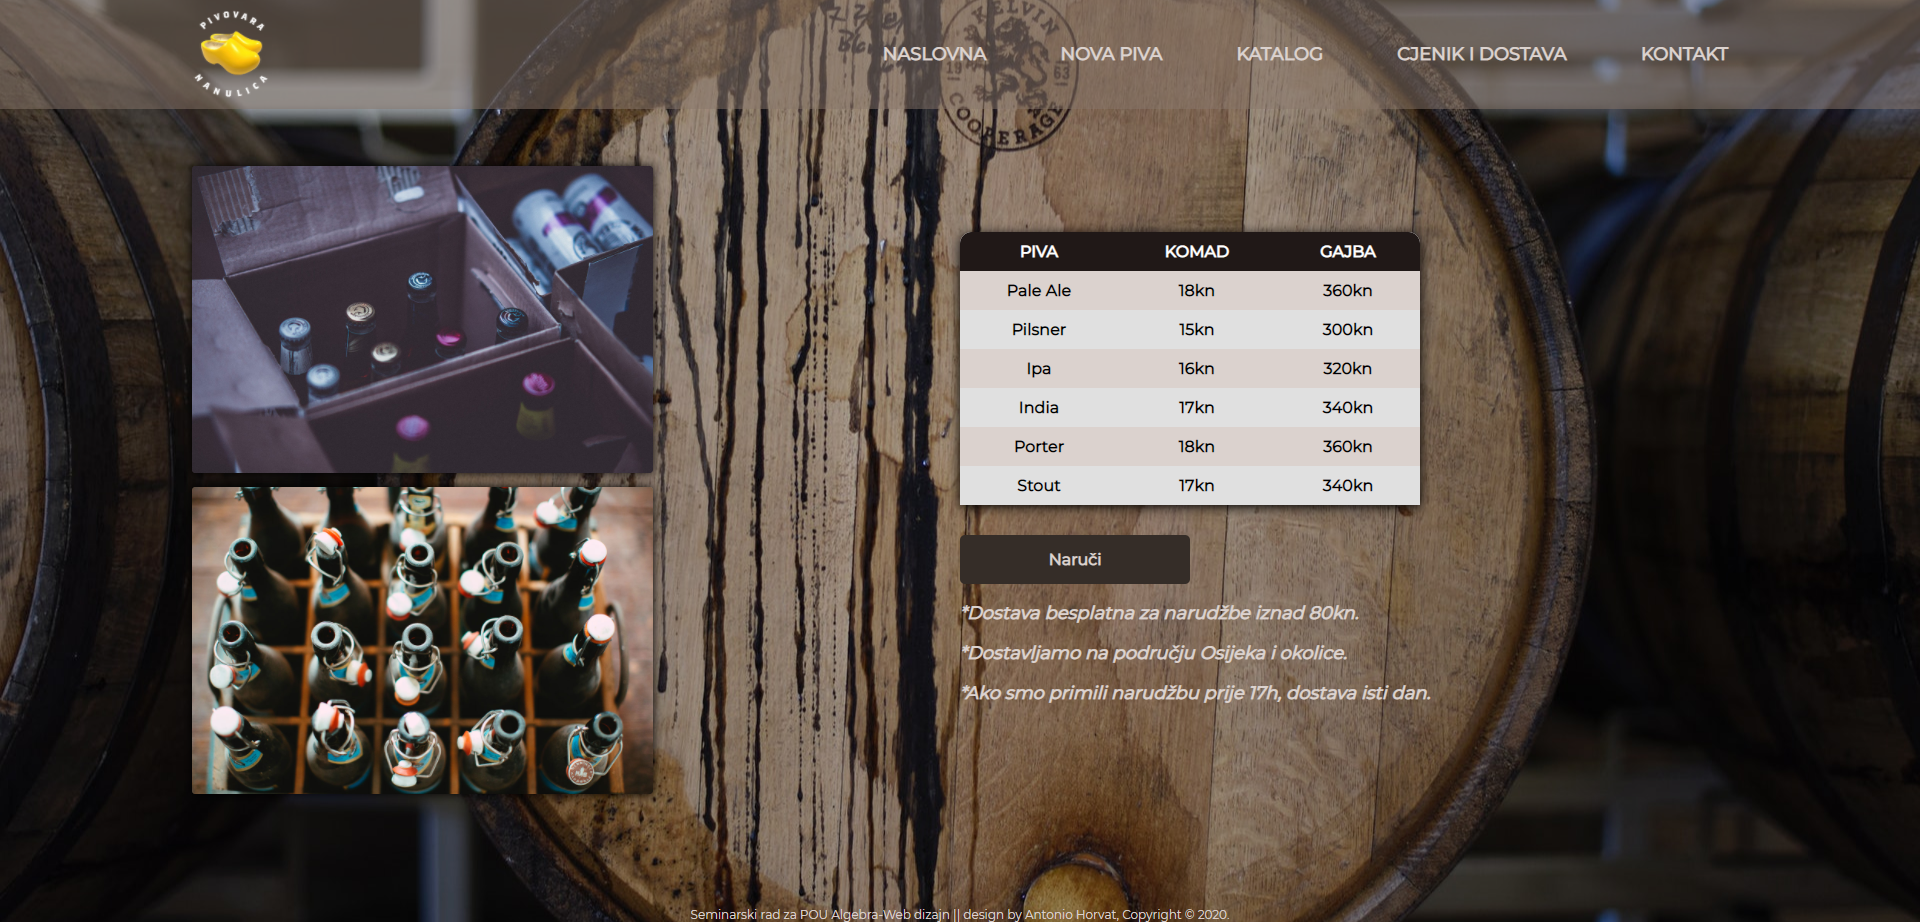 PIVOVARA
NANULICA
NASLOVNA NOVA PIVA KATALOG CJENIK I DOSTAVA KONTAKT
KELVIN
19 63
COOPERAGE
PIVA KOMAD GAJBA
Pale Ale 18kn 360kn
Pilsner 15kn 300kn
Ipa 16kn 320kn
India 17kn 340kn
Porter 18kn 360kn
Stout 17kn 340kn
Naruči
*Dostava besplatna za narudžbe iznad 80kn.
*Dostavljamo na području Osijeka i okolice.
*Ako smo primili narudžbu prije 17h, dostava isti dan.
Seminarski rad za POU Algebra-Web dizajn || design by Antonio Horvat, Copyright © 2020.